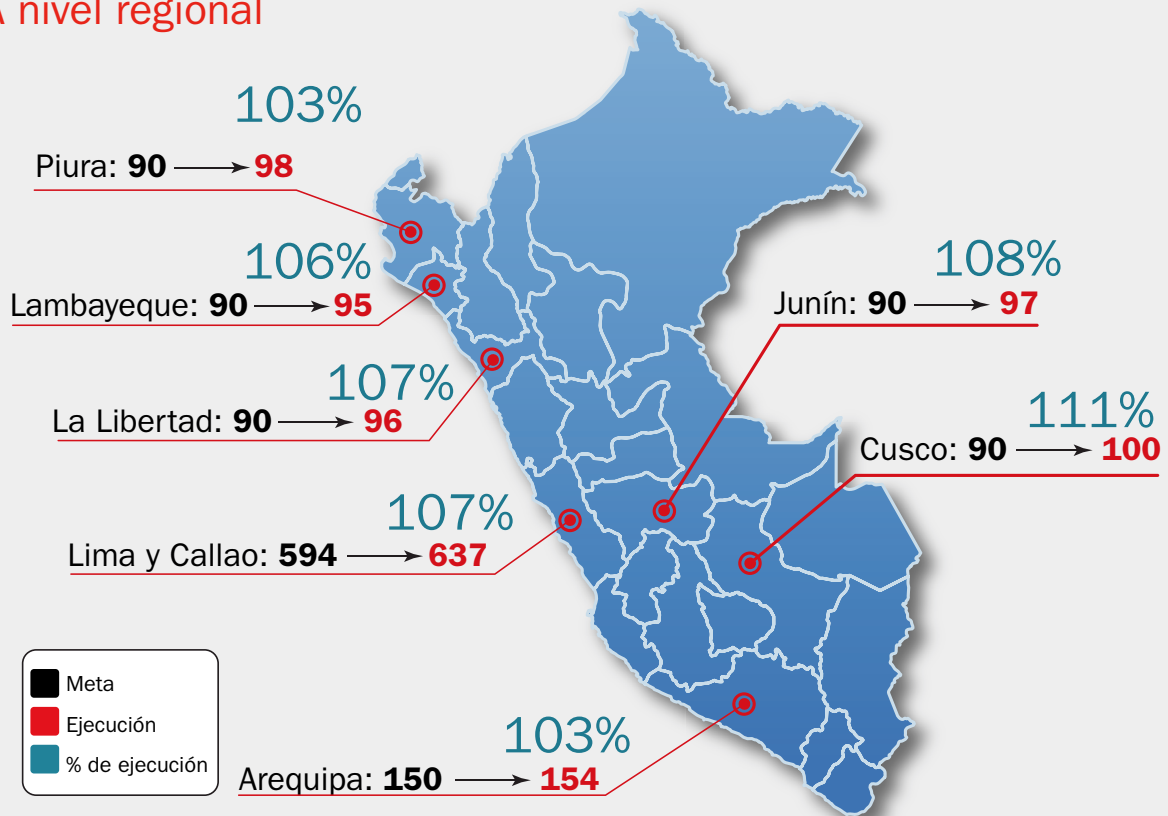 A nivel regional
103%
Piura: 90 98
106%
Lambayeque: 90 95
107%
La Libertad: 90 96
107%
Lima y Callao: 594 637
103%
Arequipa: 150 154
108%
Junín: 90 97
111%
Cusco: 90 100
Meta
Ejecución
% de ejecución